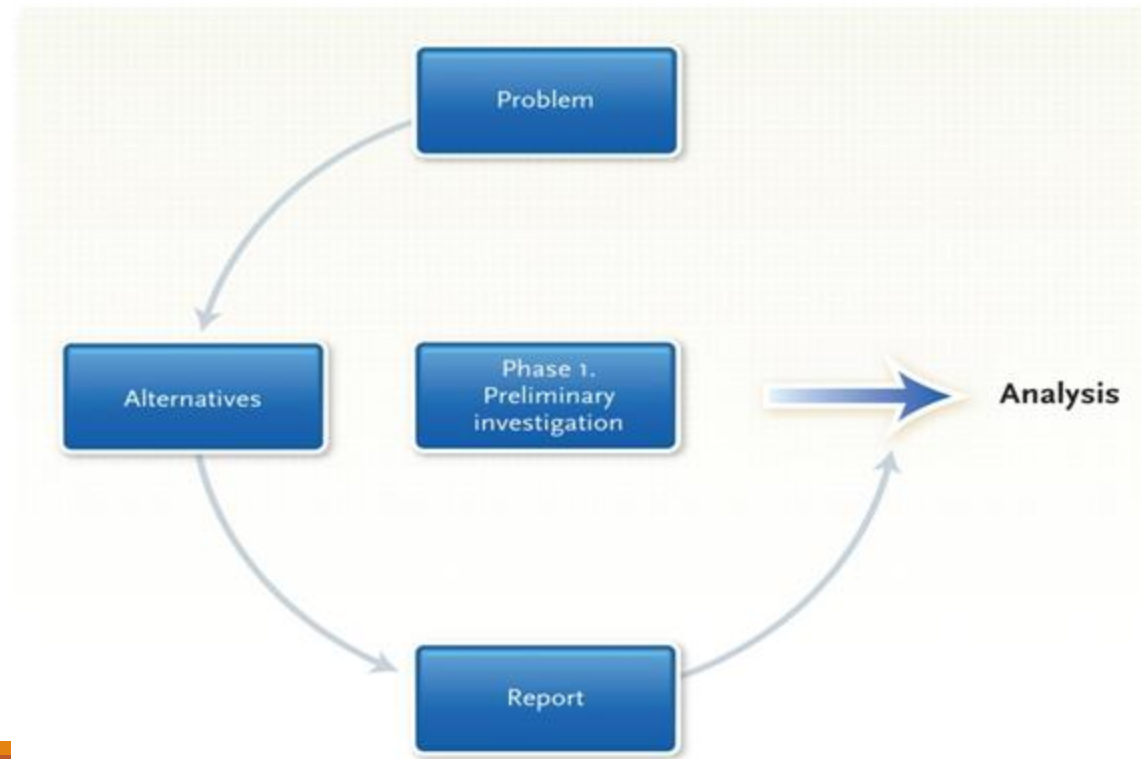 Problem
Alternatives
Phase 1.
Preliminary
investigation
Analysis
Report